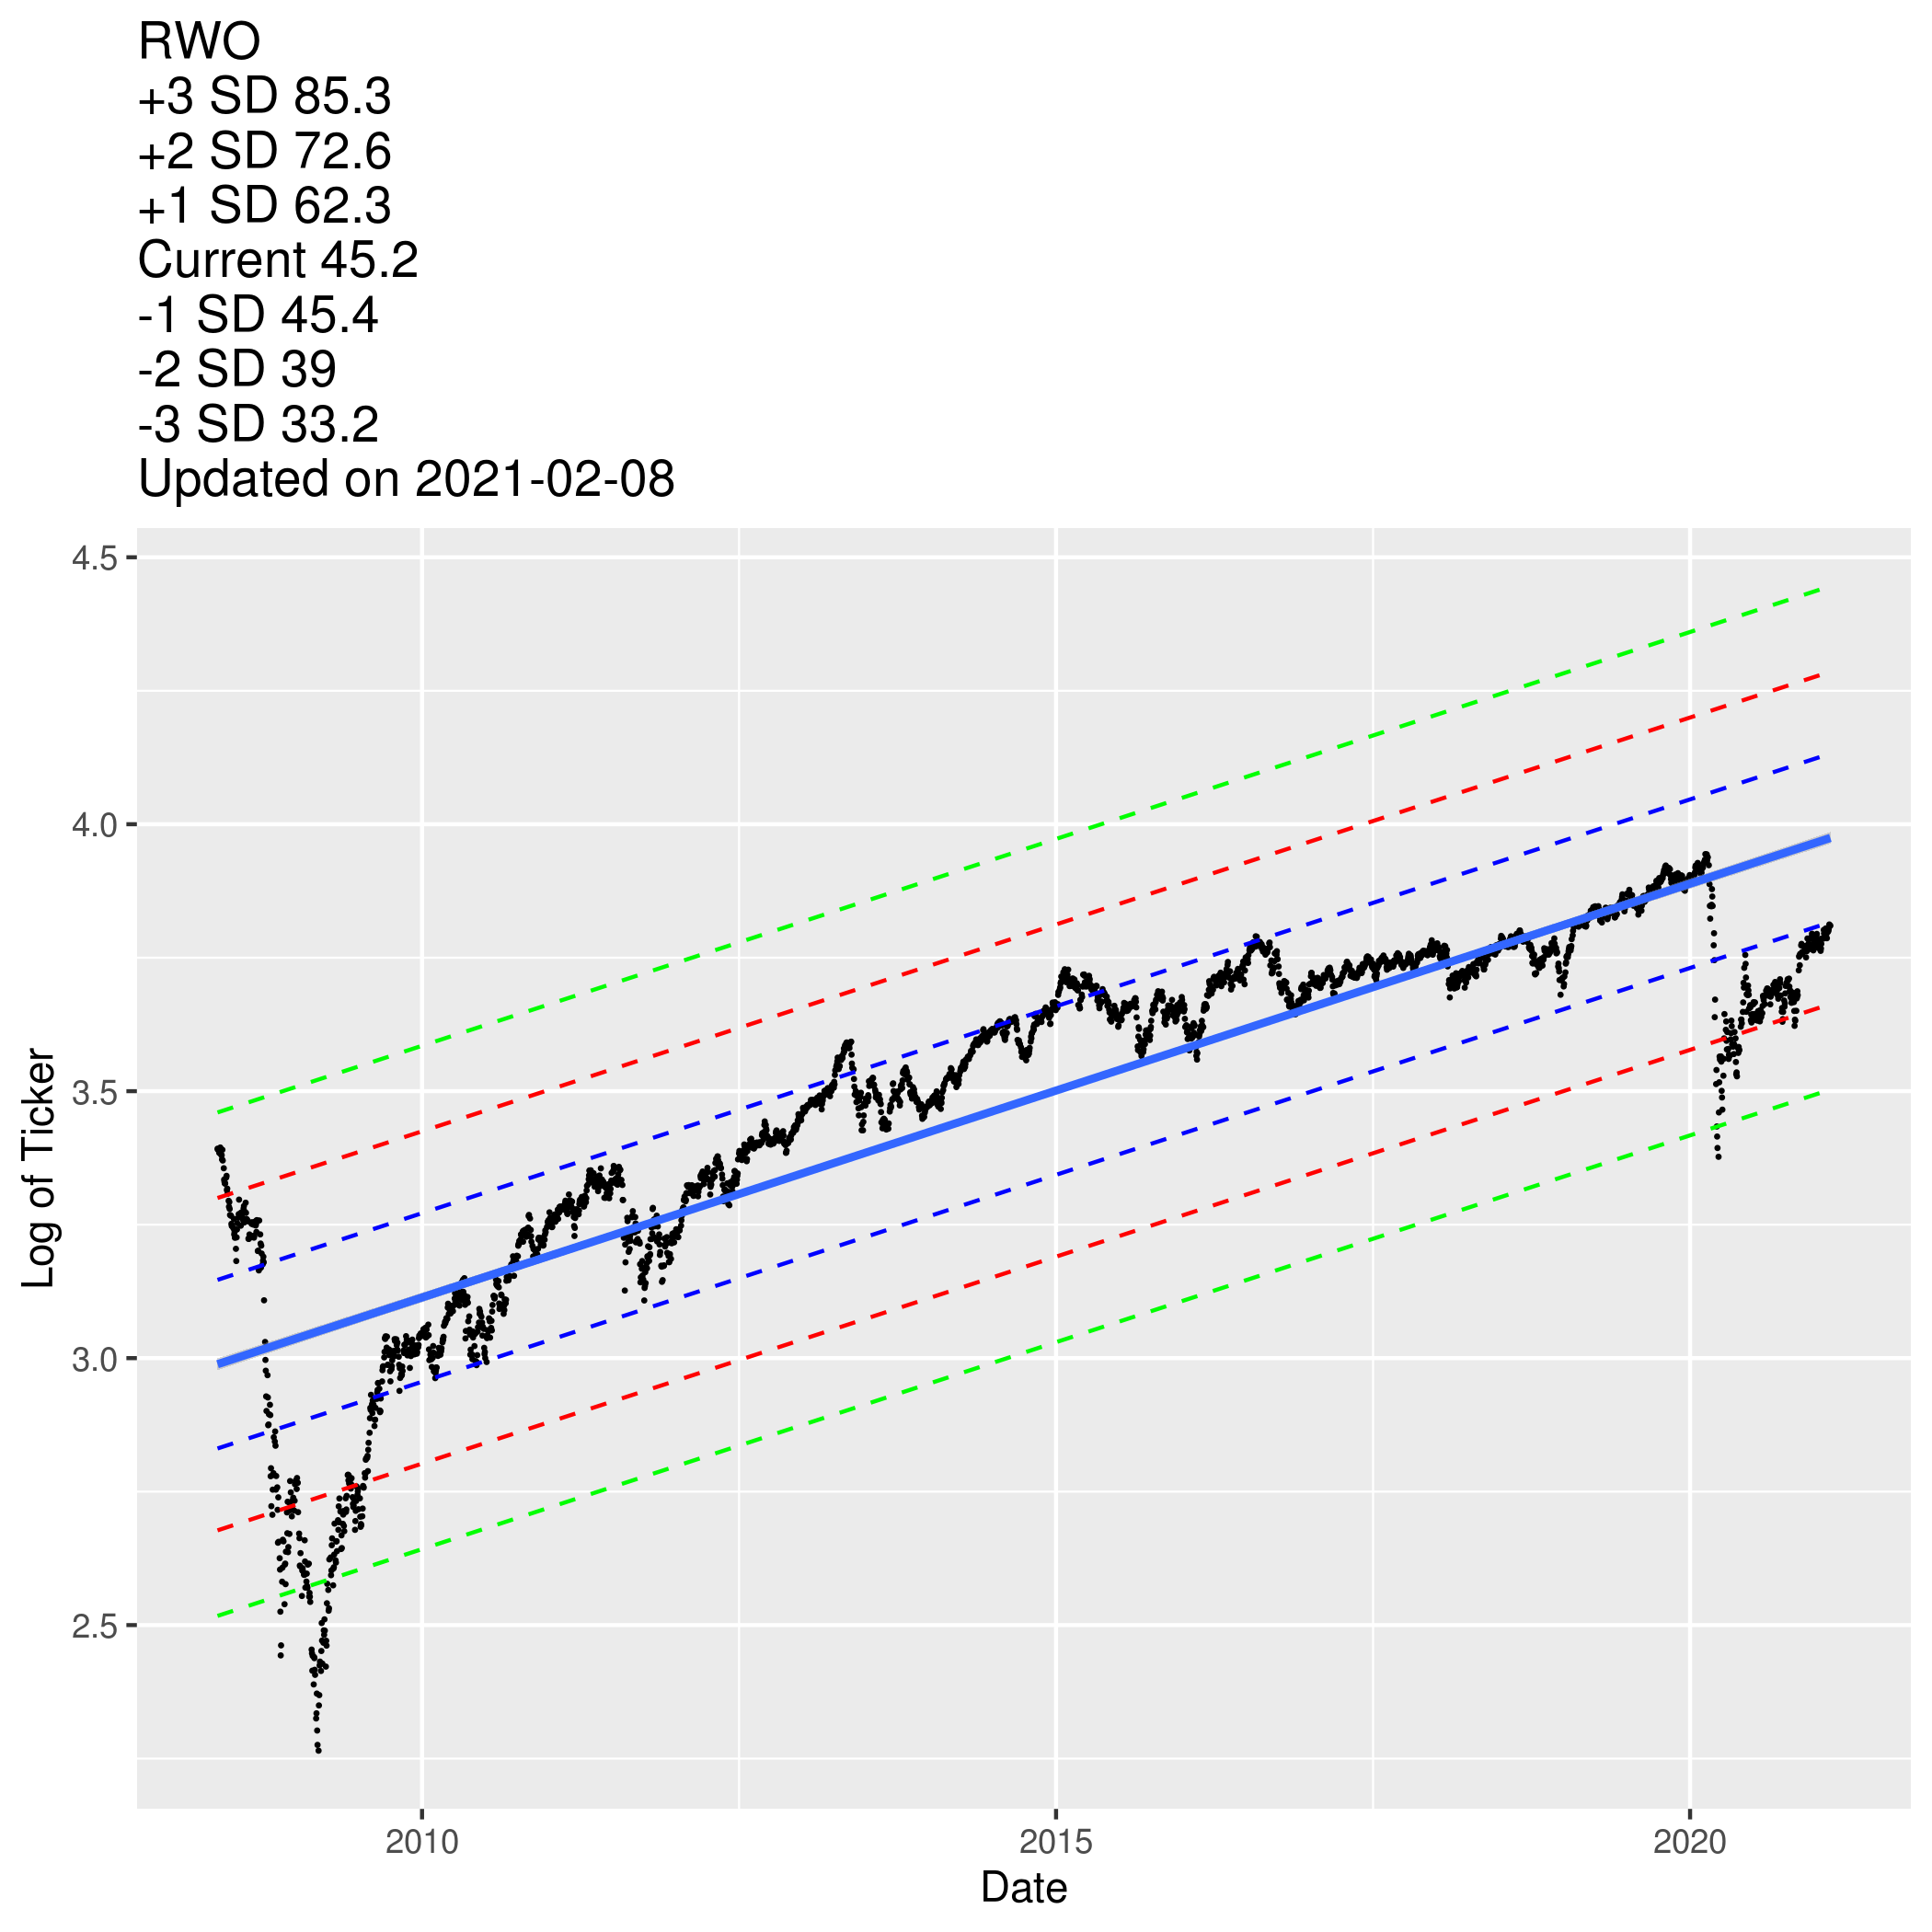 RWO
+3 SD 85.3
+2 SD 72.6
+1 SD 62.3
Current 45.2
-1 SD 45.4
-2 SD 39
-3 SD 33.2
Updated on 2021-02-08
4.5
4.0
3.5
3.0
2.5
Log of Ticker
2010
2015
2020
Date